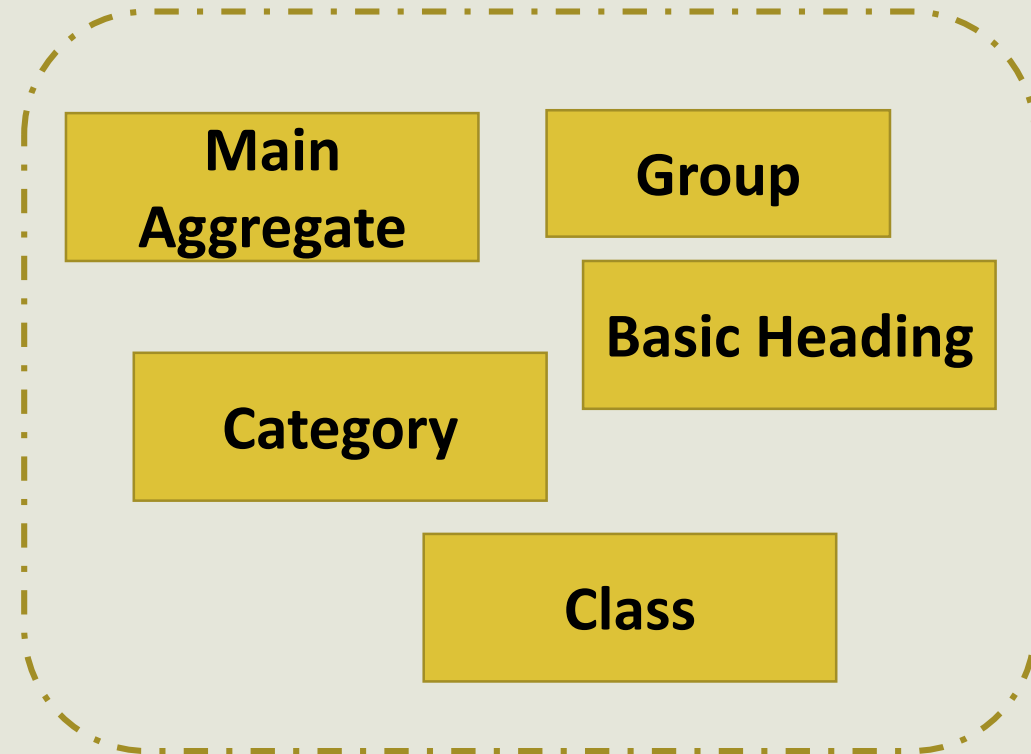 Main
Aggregate
Group
Basic Heading
Category
Class